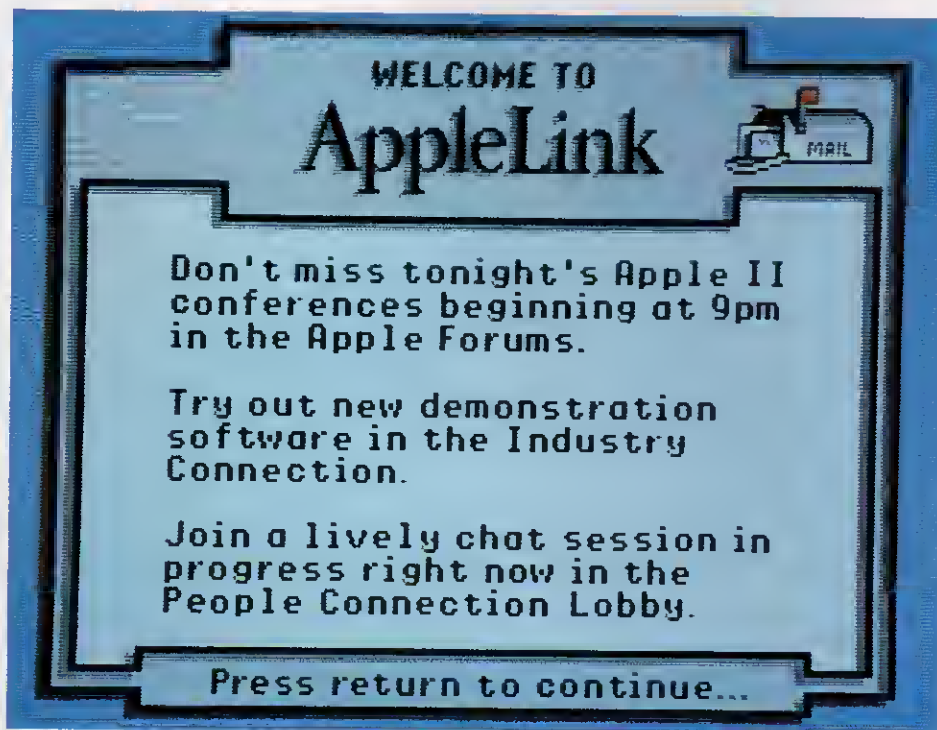 WELCOME TO
AppleLink
MAIL
Don't miss tonight's Apple II
conferences beginning at 9pm
in the Apple Forums.
Try out new demonstration
software in the Industry
Connection.
Join a lively chat session in
progress right now in the
People Connection Lobby.
Press return to continue...